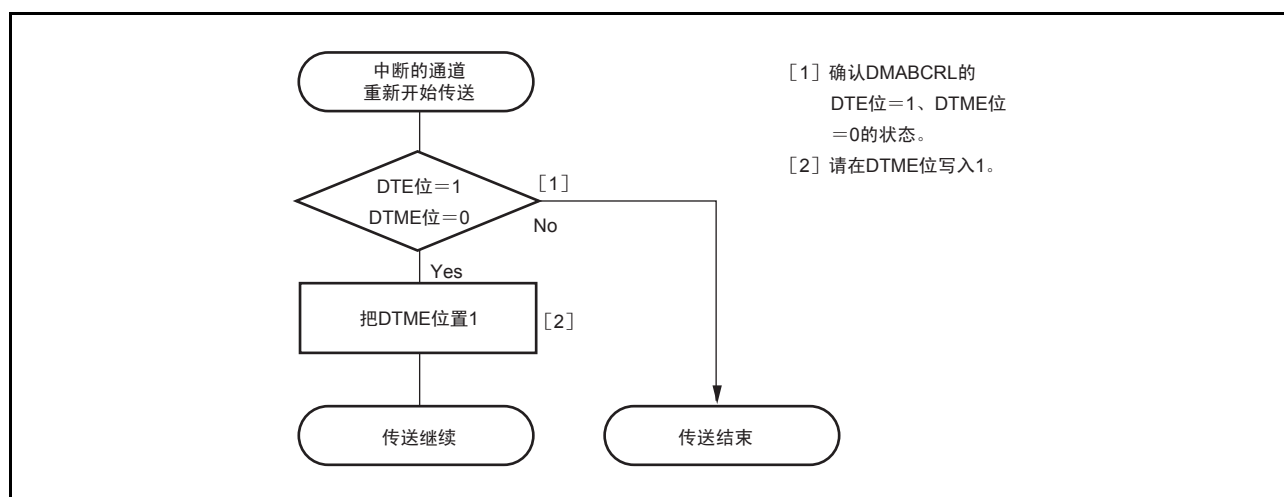 中断的通道
重新开始传送
DTE位＝1
DTME位＝0
［1］
No
Yes
把DTME位置1
［2］
传送继续
传送结束
［1］确认DMABCRL的
DTE位＝1、DTME位
＝0的状态。
［2］请在DTME位写入1。